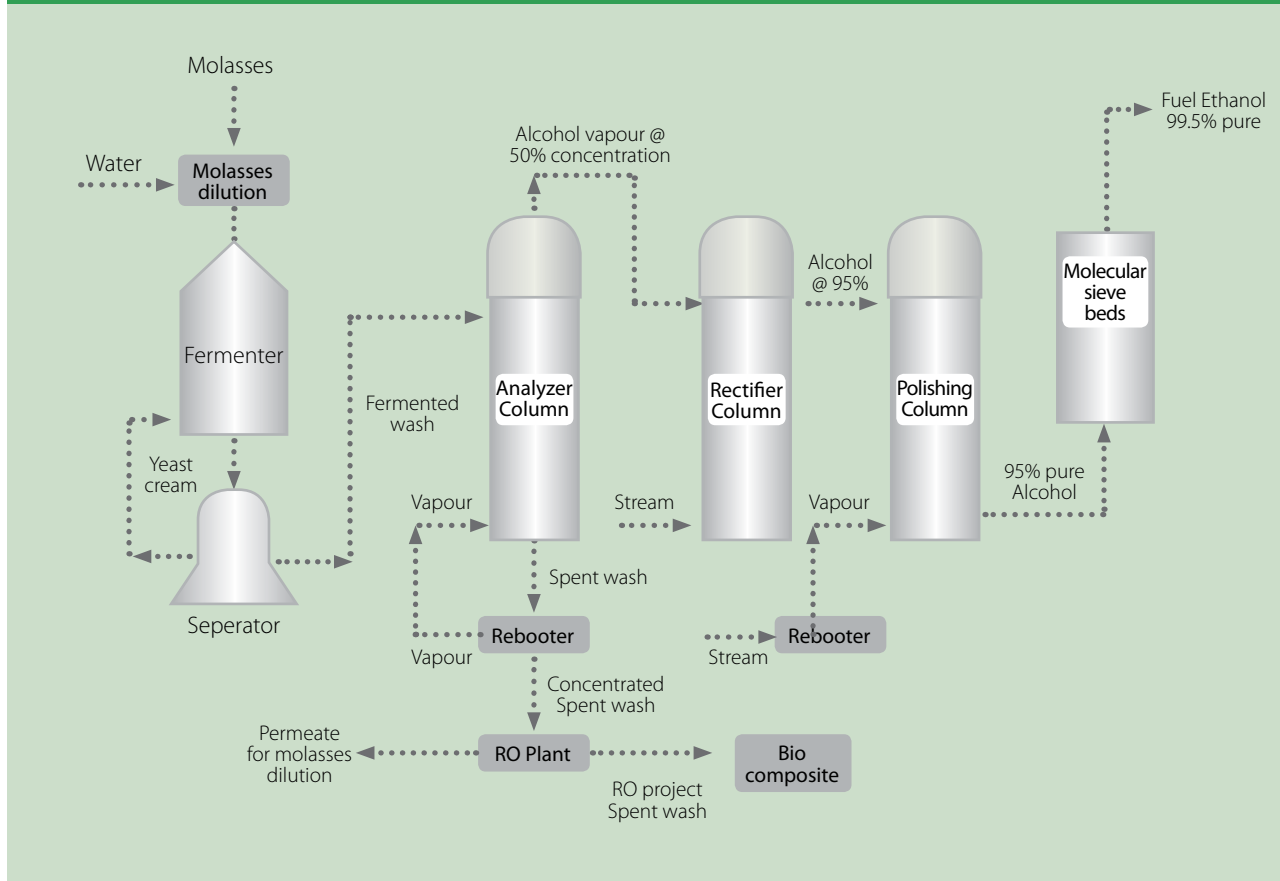 Molasses
Water
Molasses
dilution
Fermenter
Yeast
cream
Seperator
Fermented
wash
Alcohol vapour @
50% concentration
Analyzer
Column
Vapour
Spent wash
Rebooter
Vapour
Concentrated
Spent wash
RO Plant
Permeate
for molasses
dilution
RO project
Spent wash
Bio
composite
Stream
Rectifier
Column
Alcohol
@ 95%
Polishing
Column
Vapour
Stream
Rebooter
95% pure
Alcohol
Molecular
sieve
beds
Fuel Ethanol
99.5% pure